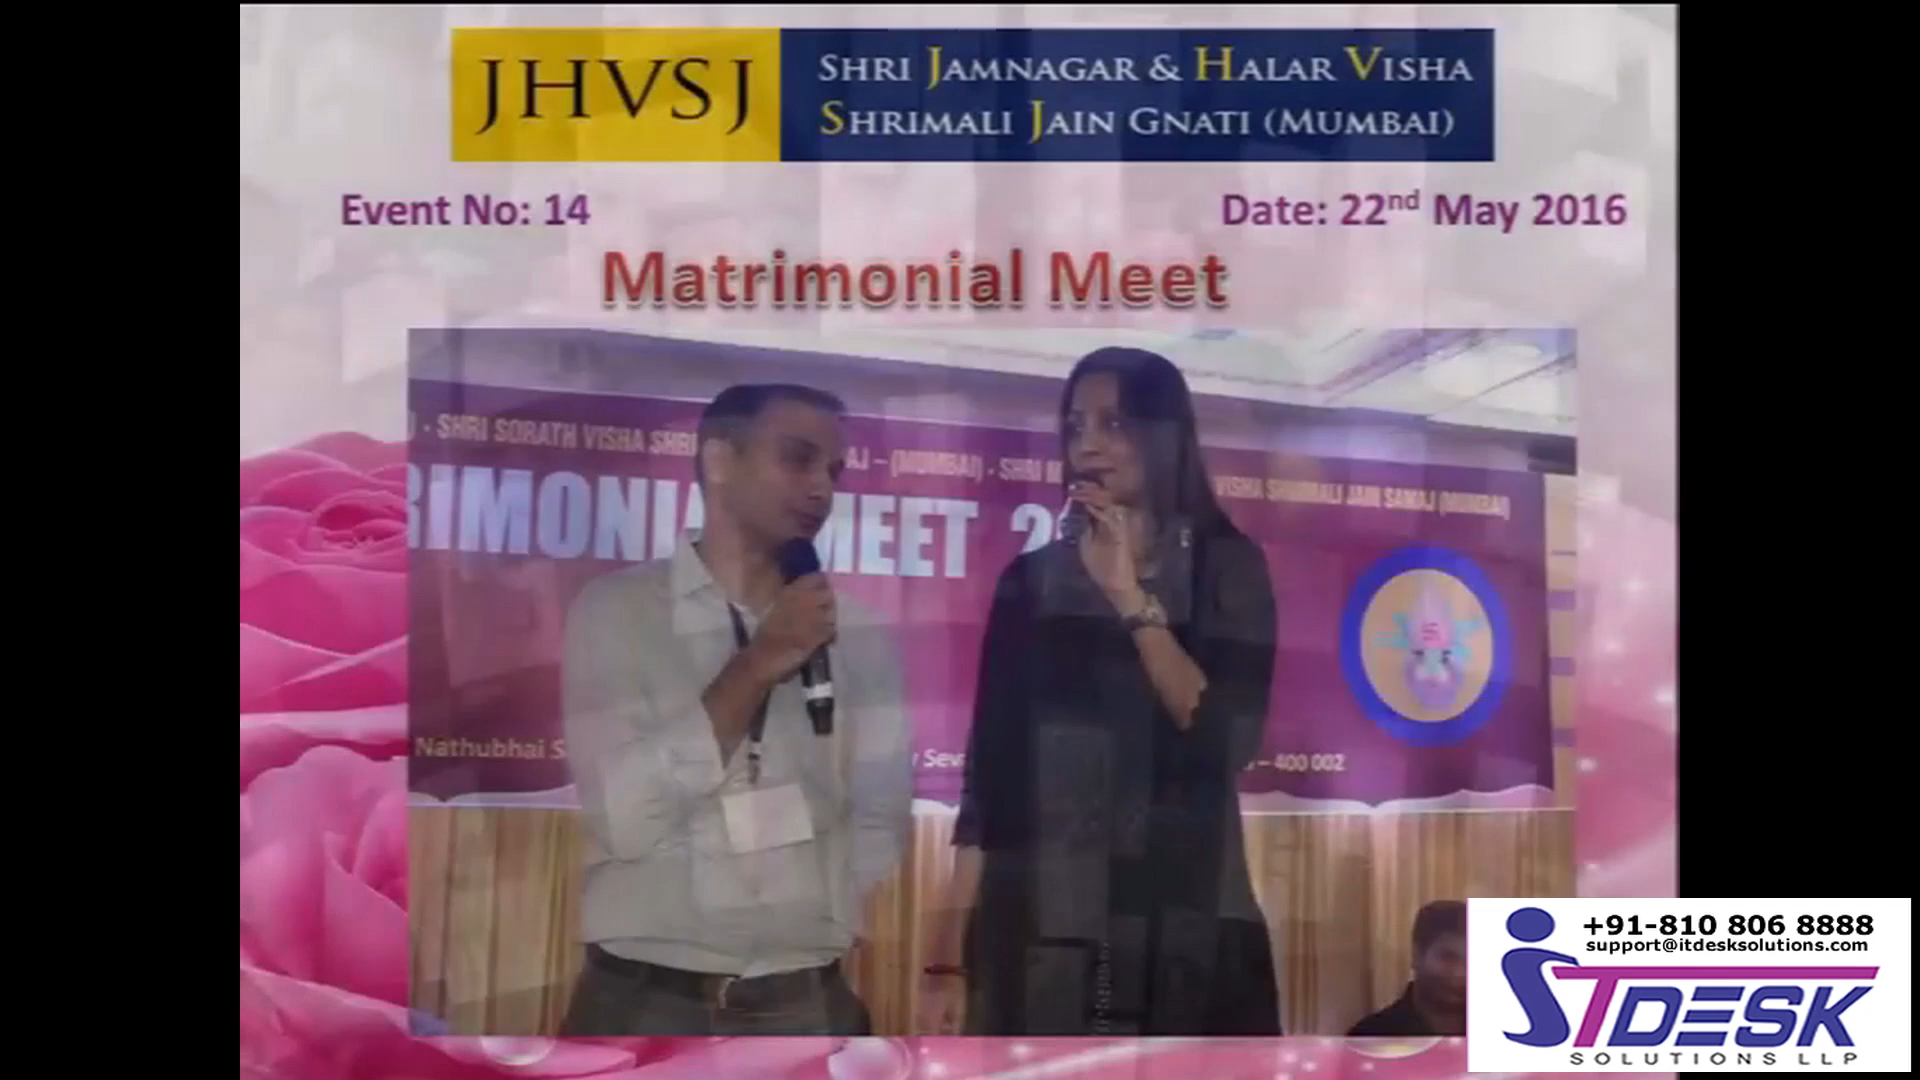 JHVSJ
SHRI JAMNAGAR & HALAR VISHA
SHRIMALI JAIN GNATI (MUMBAI)
Event No: 14
Date: 22nd May 2016
Matrimonial Meet
J - SHRI SORATH VISHA SHRI AJ - (MUMBAI) - SHRI M VISHA SHRIMALI JAIN SAMAJ (MUMBAI)
RIMONIA MEET 2
Nathubhai S y Seva – 400 002
+91-810 806 8888
support@itdesksolutions.com
ITDESK
SOLUTIONS LLP